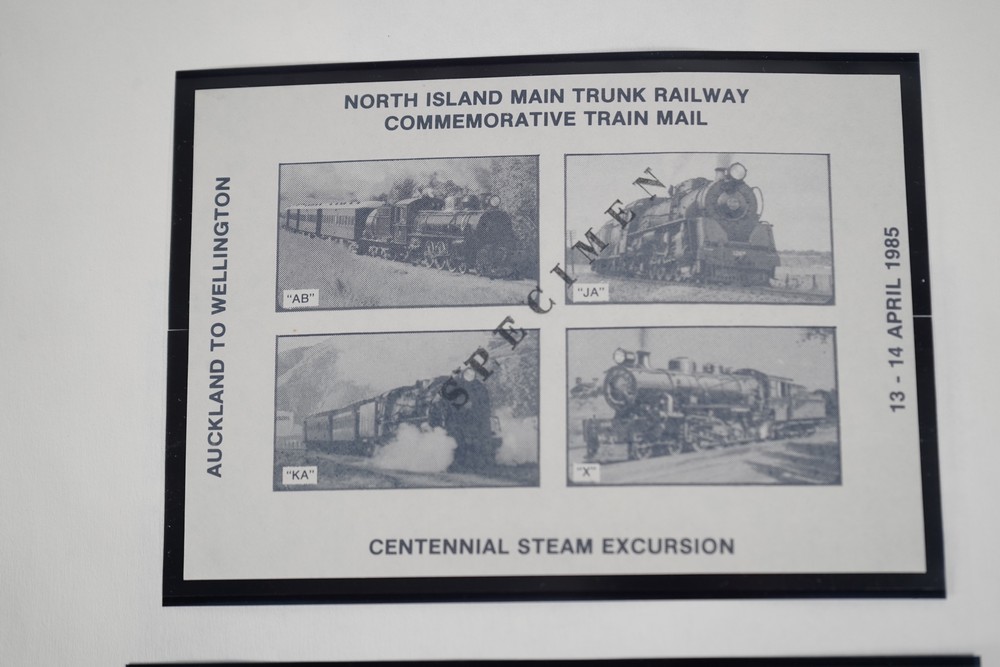 NORTH ISLAND MAIN TRUNK RAILWAY
COMMEMORATIVE TRAIN MAIL
AUCKLAND TO WELLINGTON
"AB"
"JA"
SPECIMEN
"KA"
"X"
13 - 14 APRIL 1985
CENTENNIAL STEAM EXCURSION